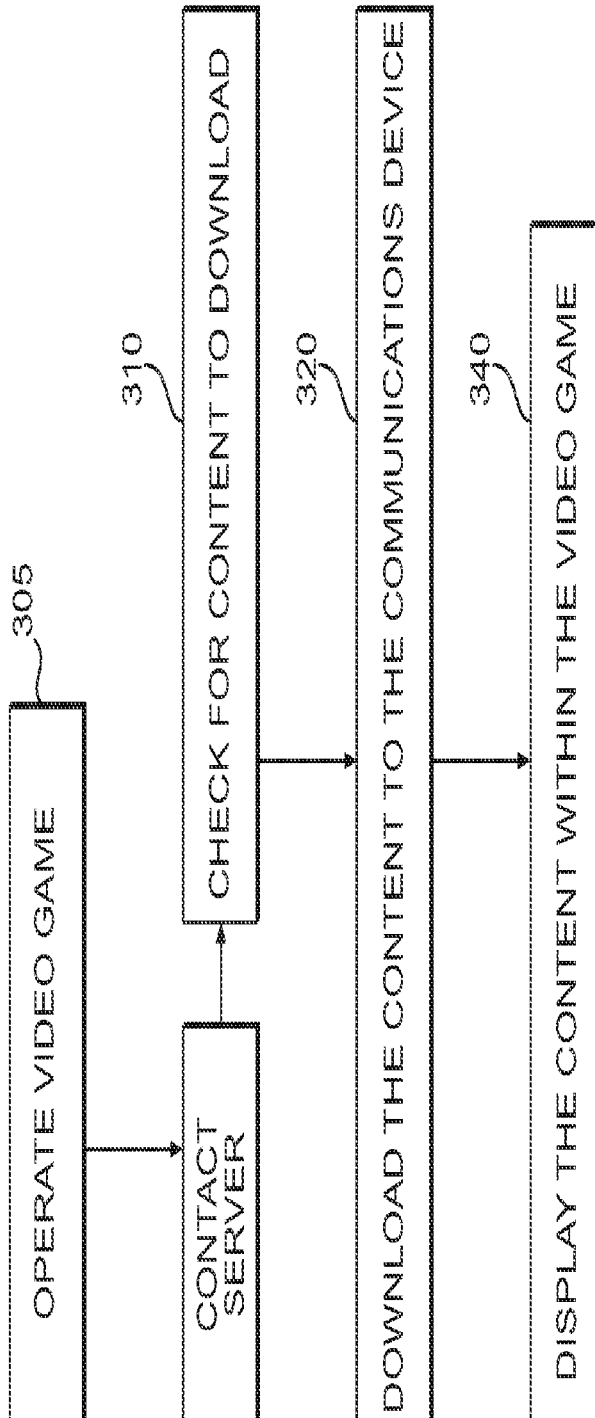 OPERATE VIDEO GAME
305
CONTACT
SERVER
310
CHECK FOR CONTENT TO DOWNLOAD
320
DOWNLOAD THE CONTENT TO THE COMMUNICATIONS DEVICE
340
DISPLAY THE CONTENT WITHIN THE VIDEO GAME